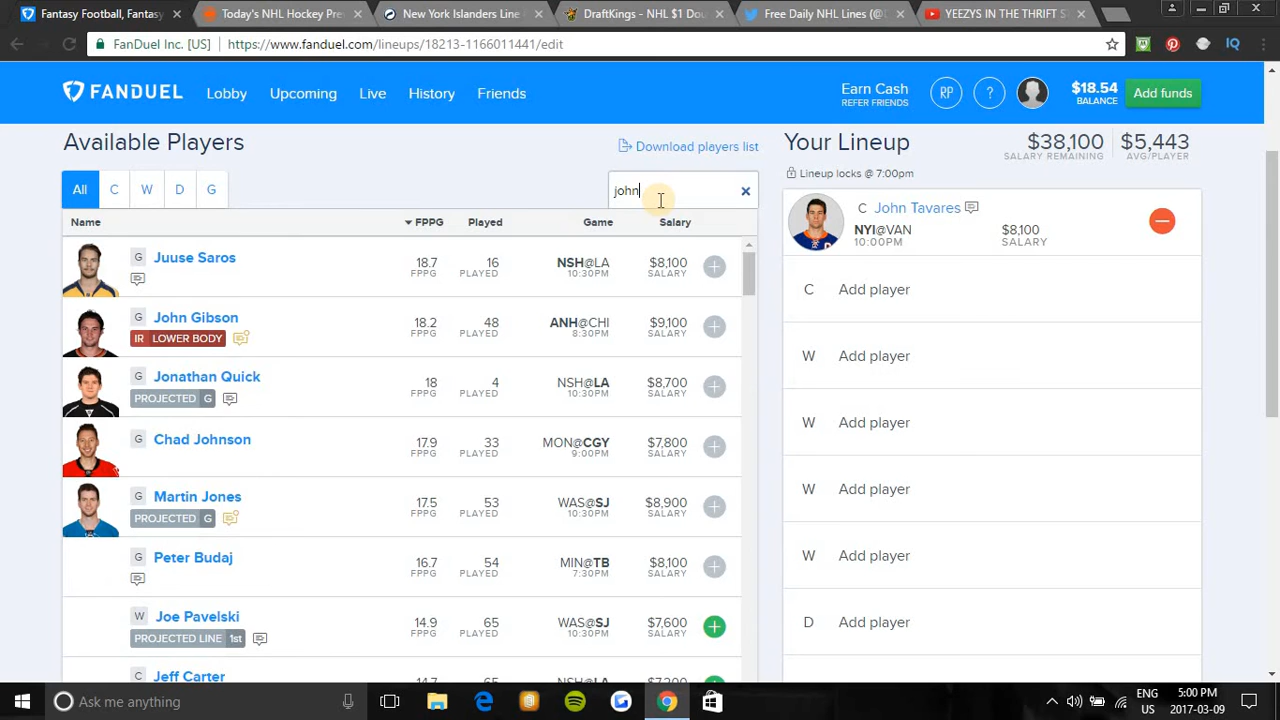 Fantasy Football, Fantasy
Today's NHL Hockey Prev
New York Islanders Line
DraftKings - NHL $1 Dou
Free Daily NHL Lines (@
YEEZYS IN THE THRIFT S
FanDuel Inc. [US]
https://www.fanduel.com/lineups/18213-1166011441/edit
IQ
FANDUEL
Lobby
Upcoming
Live
History
Friends
Earn Cash
REFER FRIENDS
RP
?
$18.54
BALANCE
Add funds
Available Players
Download players list
All
C
W
D
G
john
Name
FPPG
Played
Game
Salary
G
Juuse Saros
18.7
FPPG
16
PLAYED
NSH@LA
10:30PM
$8,100
SALARY
G
John Gibson
IR LOWER BODY
18.2
FPPG
48
PLAYED
ANH@CHI
8:30PM
$9,100
SALARY
G
Jonathan Quick
PROJECTED G
18
FPPG
4
PLAYED
NSH@LA
10:30PM
$8,700
SALARY
G
Chad Johnson
17.9
FPPG
33
PLAYED
MON@CGY
9:00PM
$7,800
SALARY
G
Martin Jones
PROJECTED G
17.5
FPPG
53
PLAYED
WAS@SJ
10:30PM
$8,900
SALARY
G
Peter Budaj
16.7
FPPG
54
PLAYED
MIN@TB
7:30PM
$8,100
SALARY
W
Joe Pavelski
PROJECTED LINE 1st
14.9
FPPG
65
PLAYED
WAS@SJ
10:30PM
$7,600
SALARY
C
Jeff Carter
Your Lineup
$38,100
SALARY REMAINING
$5,443
AVG/PLAYER
Lineup locks @ 7:00pm
C John Tavares
NYI@VAN
10:00PM
$8,100
SALARY
C Add player
W Add player
W Add player
W Add player
W Add player
D Add player
Ask me anything
ENG
US
5:00 PM
2017-03-09